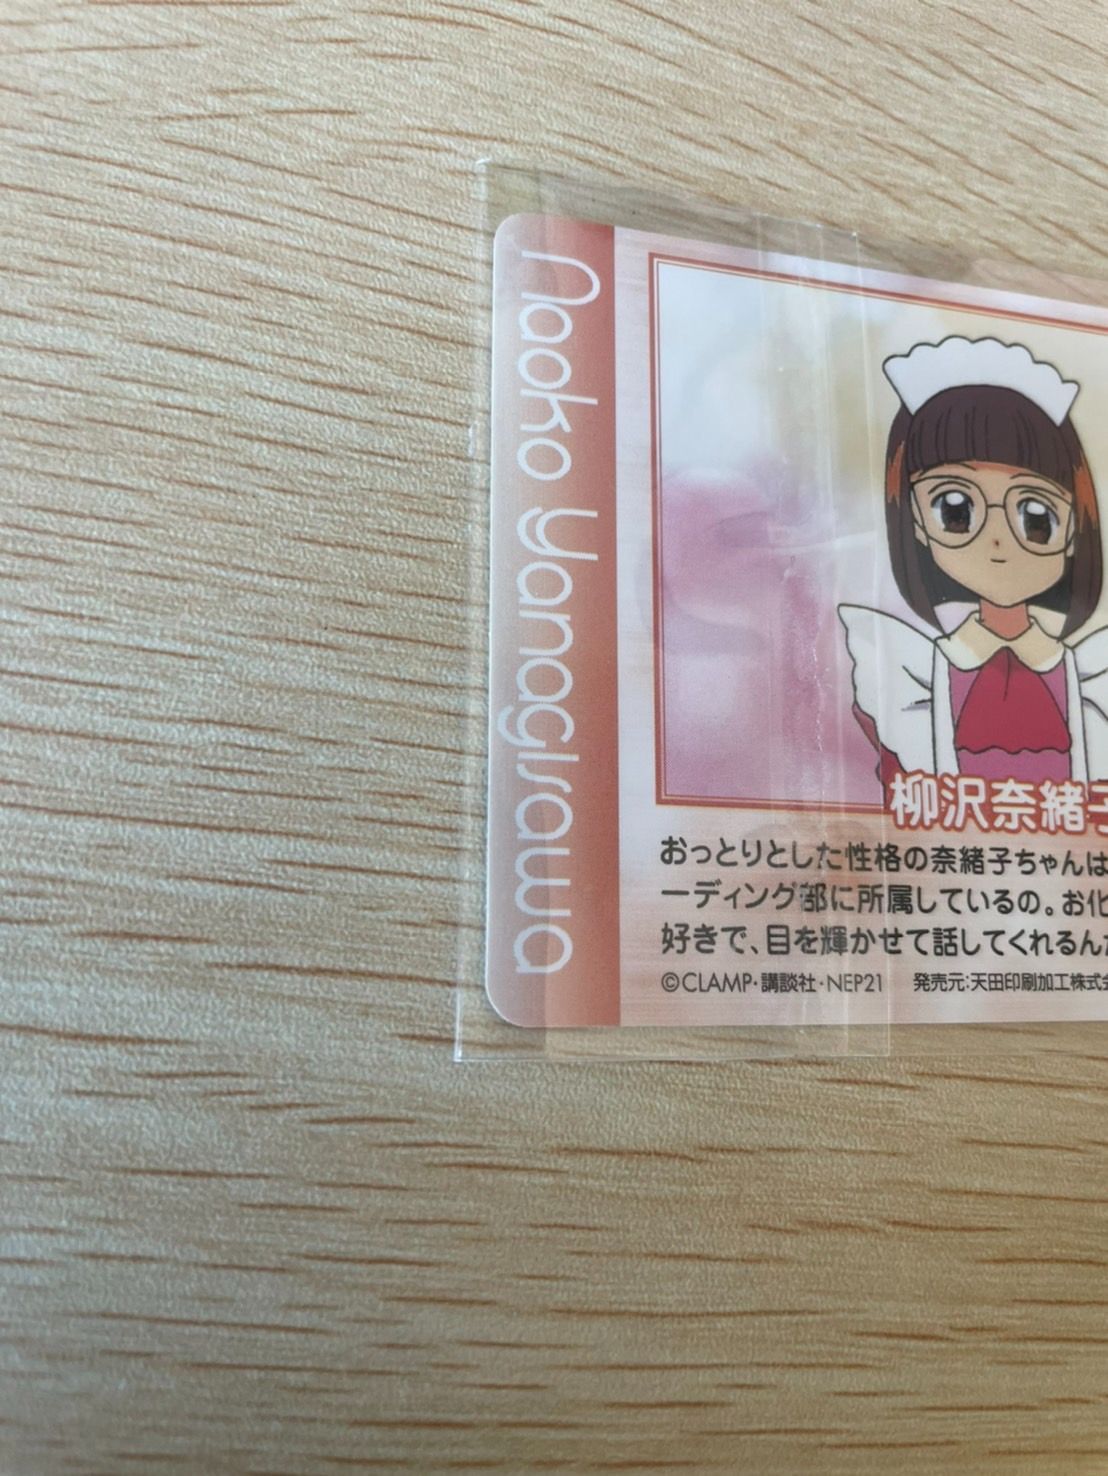 Naoko Yanagisawa
柳沢奈緒子
おっとりとした性格の奈緒子ちゃんは
ーディング部に所属しているの。お化
好きで、目を輝かせて話してくれるんだ
©CLAMP・講談社・NEP21 発売元:天田印刷加工株式会